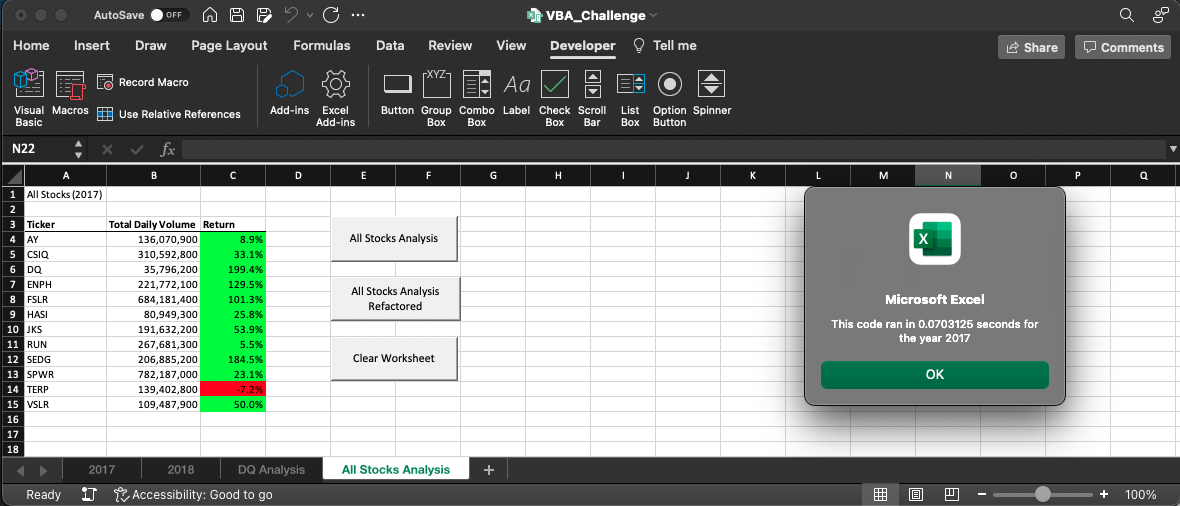 AutoSave OFF VBA_Challenge
Home Insert Draw Page Layout Formulas Data Review View Developer Tell me Share Comments
Visual Basic
Macros
Record Macro
Use Relative References
Add-ins
Excel Add-ins
Button
Group Box
Combo Box
Label
Check Box
Scroll Bar
List Box
Option Button
Spinner
XYZ
Aa
N22 fx
A B C D E F G H I J K L M N O P Q
1 All Stocks (2017)
2
3 Ticker Total Daily Volume Return
4 AY 136,070,900 8.9%
5 CSIQ 310,592,800 33.1%
6 DQ 35,796,200 199.4%
7 ENPH 221,772,100 129.5%
8 FSLR 684,181,400 101.3%
9 HASI 80,949,300 25.8%
10 JKS 191,632,200 53.9%
11 RUN 267,681,300 5.5%
12 SEDG 206,885,200 184.5%
13 SPWR 782,187,000 23.1%
14 TERP 139,402,800 -7.2%
15 VSLR 109,487,900 50.0%
16
17
18
All Stocks Analysis
All Stocks Analysis
Refactored
Clear Worksheet
X
Microsoft Excel
This code ran in 0.0703125 seconds for
the year 2017
OK
2017 2018 DQ Analysis All Stocks Analysis +
Ready Accessibility: Good to go − + 100%